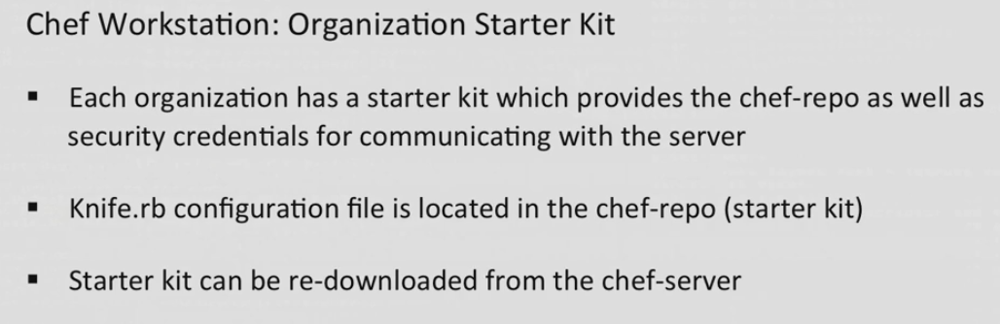 Chef Workstation: Organization Starter Kit
▪ Each organization has a starter kit which provides the chef-repo as well as
security credentials for communicating with the server
▪ Knife.rb configuration file is located in the chef-repo (starter kit)
▪ Starter kit can be re-downloaded from the chef-server